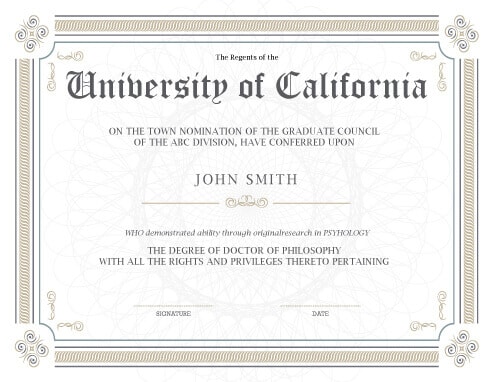 The Regents of the
University of California
ON THE TOWN NOMINATION OF THE GRADUATE COUNCIL
OF THE ABC DIVISION, HAVE CONFERRED UPON
JOHN SMITH
WHO demonstrated ability through originalresearch in PSYHOLOGY
THE DEGREE OF DOCTOR OF PHILOSOPHY
WITH ALL THE RIGHTS AND PRIVILEGES THERETO PERTAINING
SIGNATURE DATE